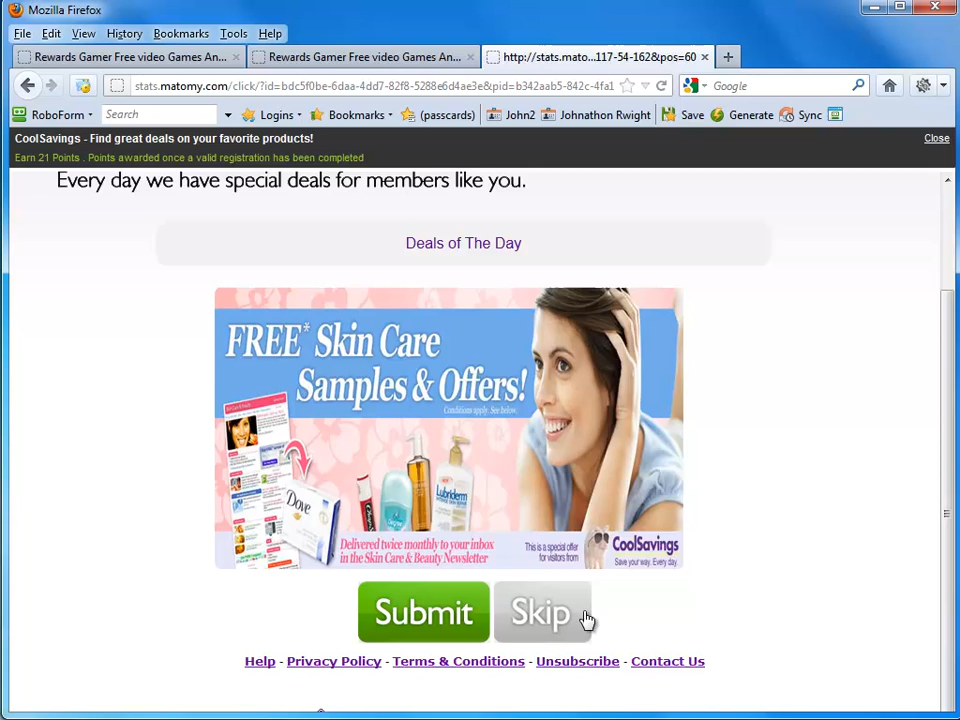 Mozilla Firefox
File Edit View History Bookmarks Tools Help
Rewards Gamer Free video Games An... Rewards Gamer Free video Games An... http://stats.mato...117-54-162&pos=60
stats.matomy.com/click/?id=bdc5f0be-6daa-4dd7-82f8-5288e6d4ae3e&pid=b342aab5-842c-4fa1 Google
RoboForm Search Logins Bookmarks (passcards) John2 Johnathon Rwight Save Generate Sync
CoolSavings - Find great deals on your favorite products! Close
Earn 21 Points . Points awarded once a valid registration has been completed
Every day we have special deals for members like you.
Deals of The Day
FREE* Skin Care
Samples & Offers!
Conditions apply. See below.
Dove
Lubriderm
Delivered twice monthly to your inbox
in the Skin Care & Beauty Newsletter
This is a special offer
for visitors from
CoolSavings
Save your way. Every day.
Submit Skip
Help - Privacy Policy - Terms & Conditions - Unsubscribe - Contact Us